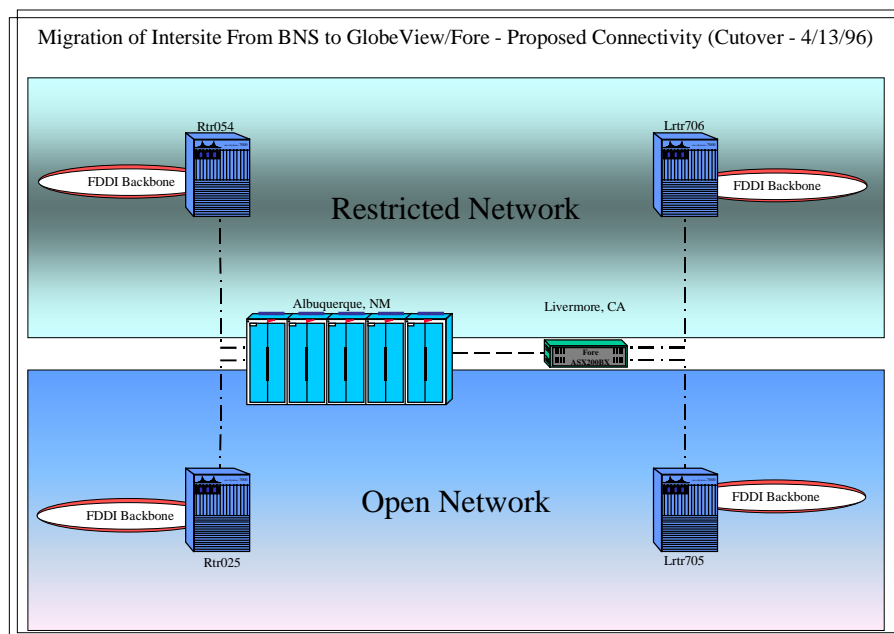 Migration of Intersite From BNS to GlobeView/Fore - Proposed Connectivity (Cutover - 4/13/96)
Rtr054
Lrtr706
FDDI Backbone
FDDI Backbone
Restricted Network
Albuquerque, NM
Livermore, CA
Fore
ASX200BX
FDDI Backbone
FDDI Backbone
Open Network
Rtr025
Lrtr705